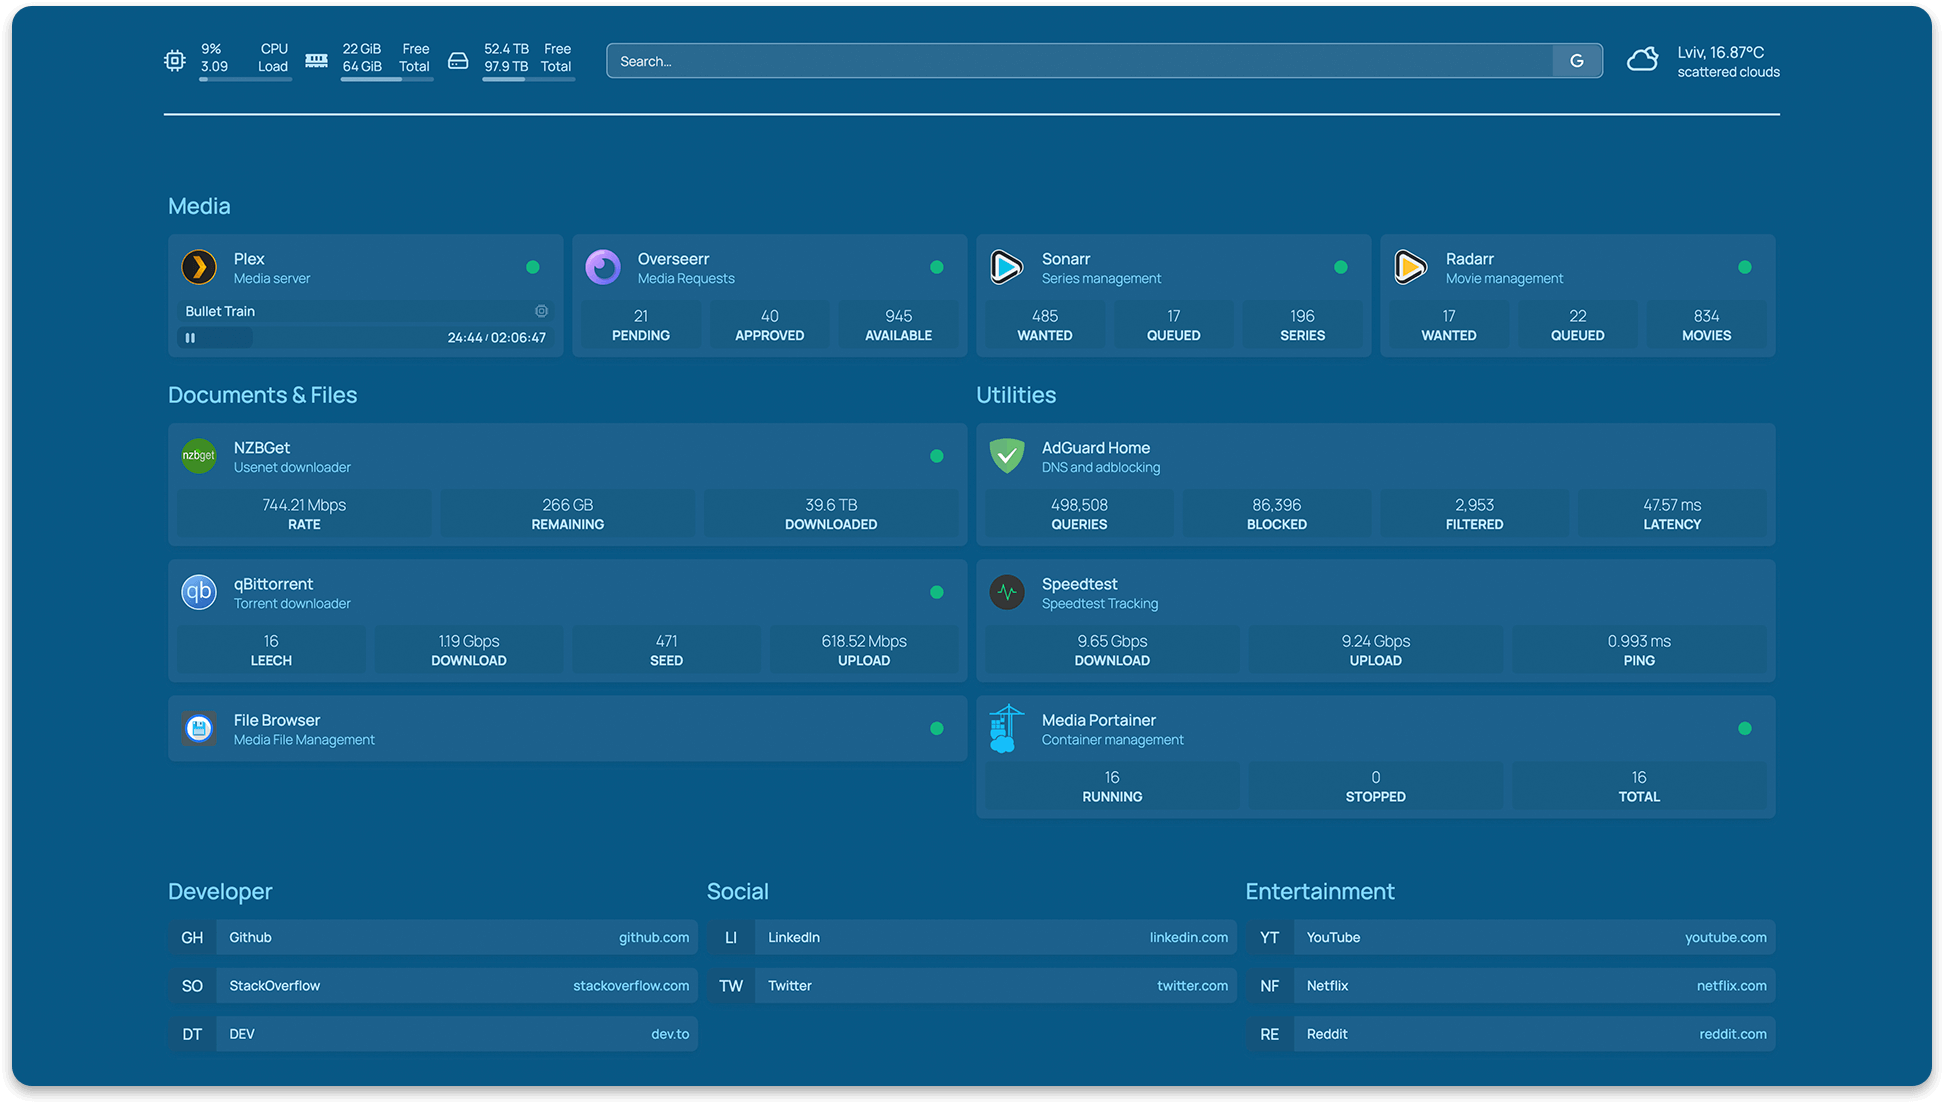 9% CPU
3.09 Load
22 GiB Free
64 GiB Total
52.4 TB Free
97.9 TB Total
Search...
G
Lviv, 16.87°C
scattered clouds
Media
Plex
Media server
Bullet Train
24:44 / 02:06:47
Overseerr
Media Requests
21 40 945
PENDING APPROVED AVAILABLE
Sonarr
Series management
485 17 196
WANTED QUEUED SERIES
Radarr
Movie management
17 22 834
WANTED QUEUED MOVIES
Documents & Files
nzbget
NZBGet
Usenet downloader
744.21 Mbps 266 GB 39.6 TB
RATE REMAINING DOWNLOADED
qb
qBittorrent
Torrent downloader
16 1.19 Gbps 471 618.52 Mbps
LEECH DOWNLOAD SEED UPLOAD
File Browser
Media File Management
Utilities
AdGuard Home
DNS and adblocking
498,508 86,396 2,953 47.57 ms
QUERIES BLOCKED FILTERED LATENCY
Speedtest
Speedtest Tracking
9.65 Gbps 9.24 Gbps 0.993 ms
DOWNLOAD UPLOAD PING
Media Portainer
Container management
16 0 16
RUNNING STOPPED TOTAL
Developer
GH Github github.com
SO StackOverflow stackoverflow.com
DT DEV dev.to
Social
LI LinkedIn linkedin.com
TW Twitter twitter.com
Entertainment
YT YouTube youtube.com
NF Netflix netflix.com
RE Reddit reddit.com